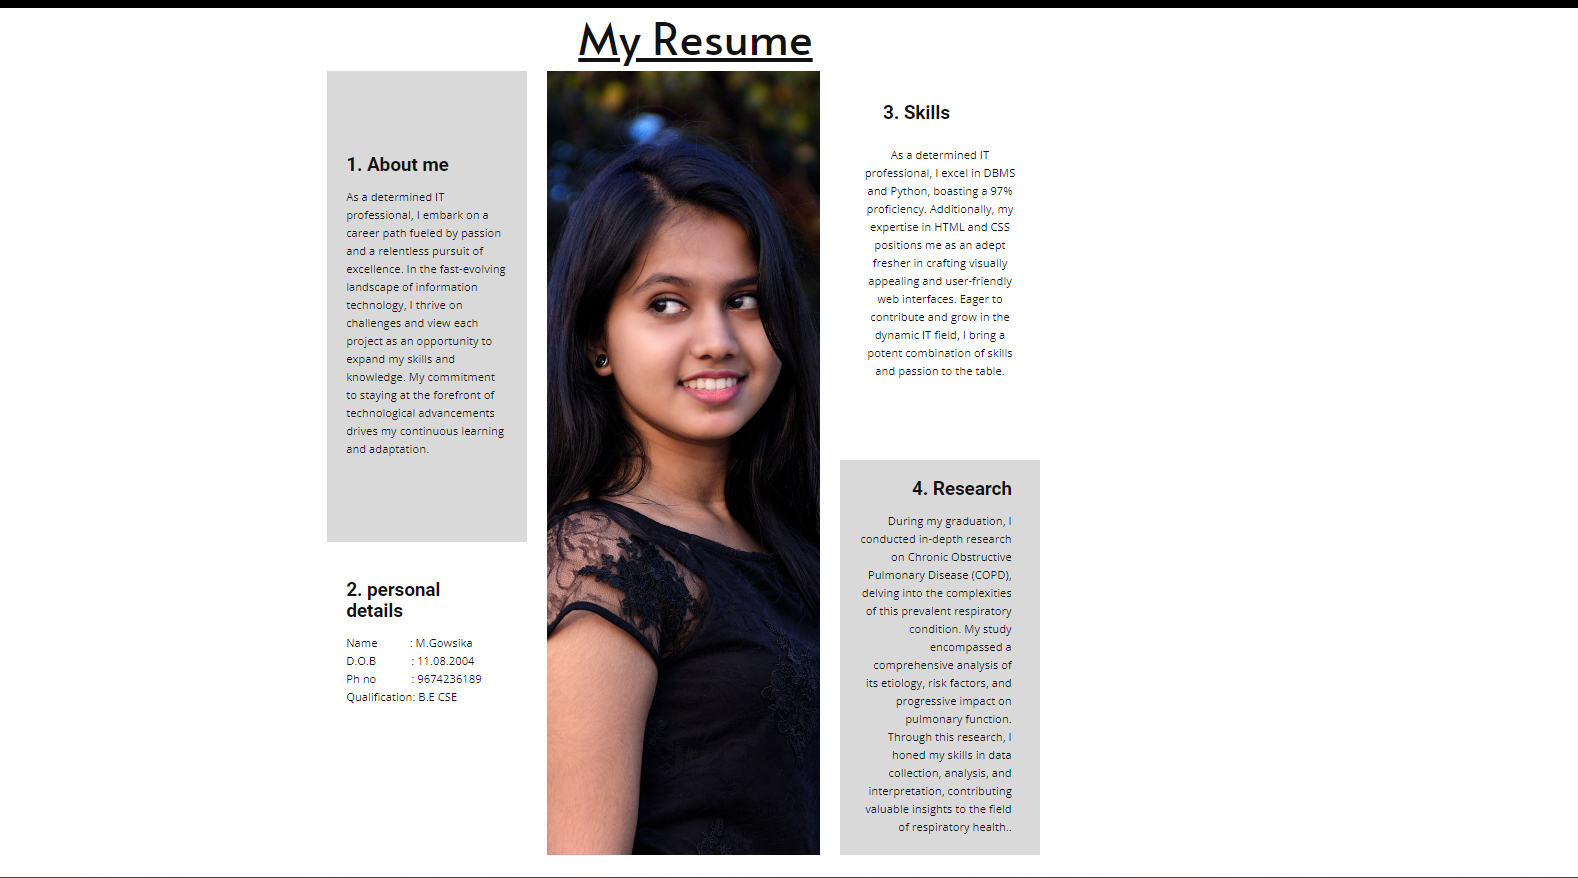 My Resume
1. About me
As a determined IT
professional, I embark on a
career path fueled by passion
and a relentless pursuit of
excellence. In the fast-evolving
landscape of information
technology, I thrive on
challenges and view each
project as an opportunity to
expand my skills and
knowledge. My commitment
to staying at the forefront of
technological advancements
drives my continuous learning
and adaptation.
2. personal
details
Name : M.Gowsika
D.O.B : 11.08.2004
Ph no : 9674236189
Qualification: B.E CSE
3. Skills
As a determined IT
professional, I excel in DBMS
and Python, boasting a 97%
proficiency. Additionally, my
expertise in HTML and CSS
positions me as an adept
fresher in crafting visually
appealing and user-friendly
web interfaces. Eager to
contribute and grow in the
dynamic IT field, I bring a
potent combination of skills
and passion to the table.
4. Research
During my graduation, I
conducted in-depth research
on Chronic Obstructive
Pulmonary Disease (COPD),
delving into the complexities
of this prevalent respiratory
condition. My study
encompassed a
comprehensive analysis of
its etiology, risk factors, and
progressive impact on
pulmonary function.
Through this research, I
honed my skills in data
collection, analysis, and
interpretation, contributing
valuable insights to the field
of respiratory health..